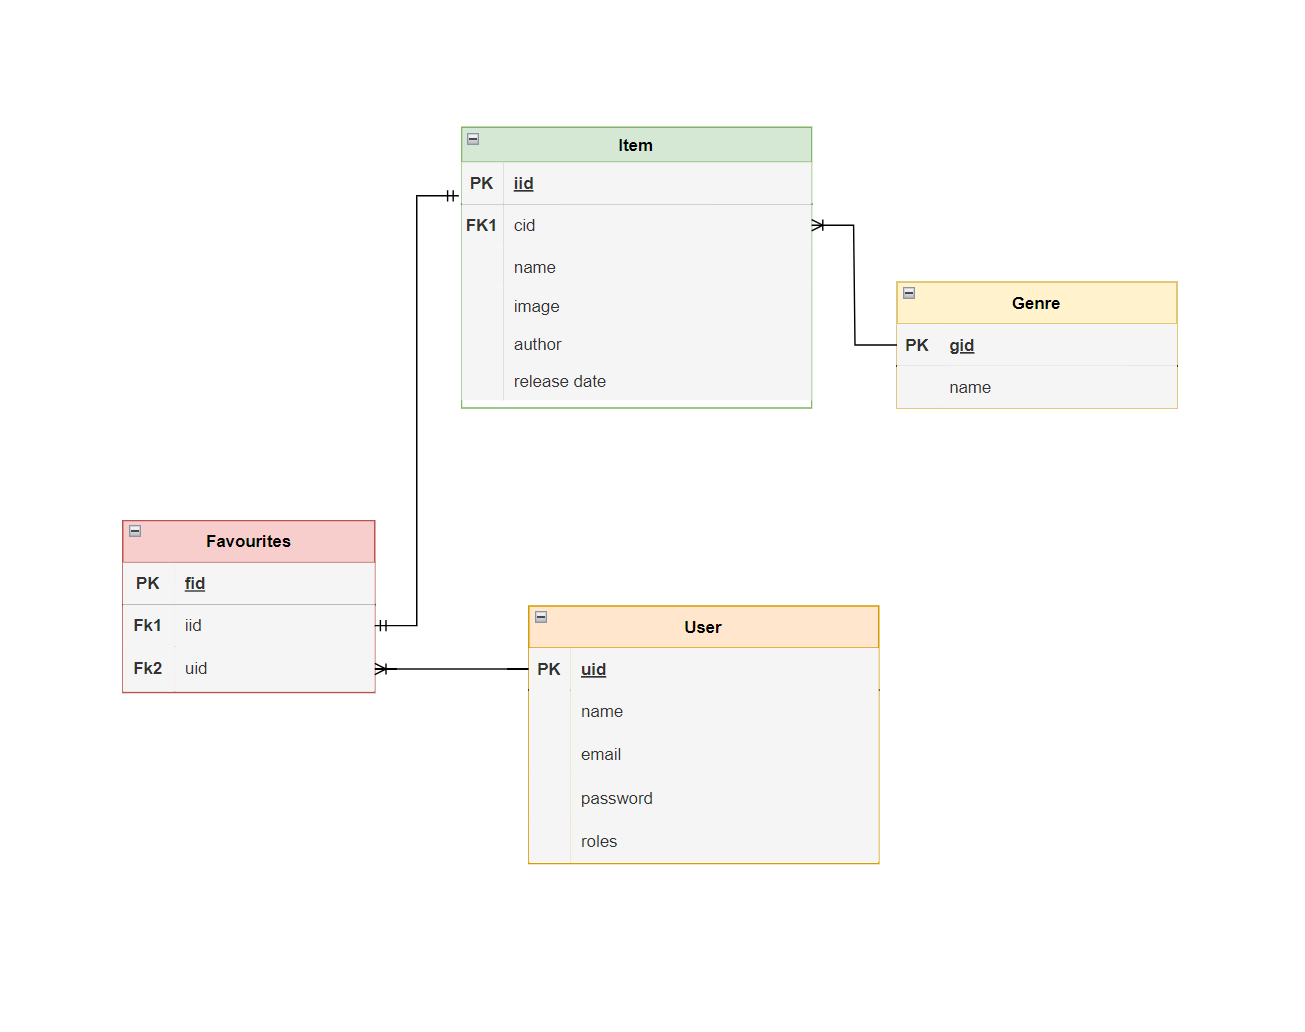 Item
PK iid
FK1 cid
name
image
author
release date
Genre
PK gid
name
Favourites
PK fid
Fk1 iid
Fk2 uid
User
PK uid
name
email
password
roles